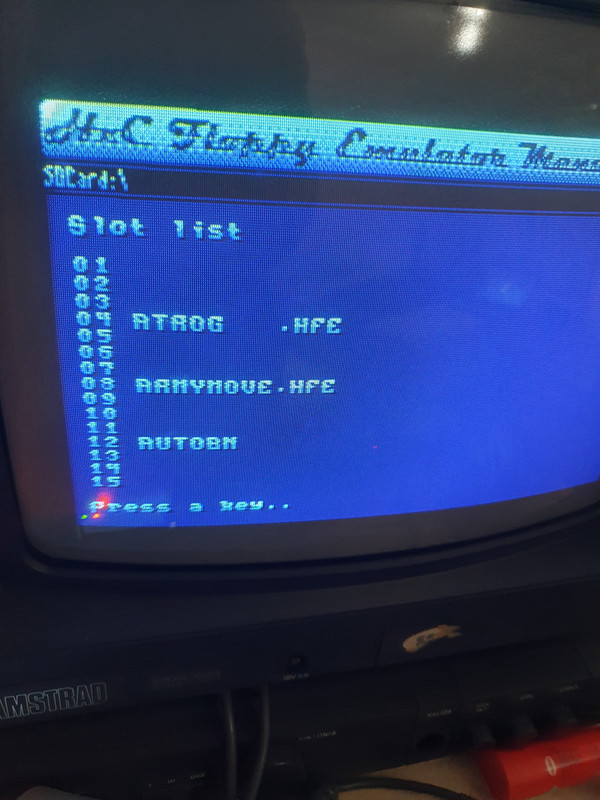 HxC Floppy Emulator Mana
SDCard:\
Slot list
01
02
03
04 ATROG .HFE
05
06
07
08 ARMYMOVE.HFE
09
10
11
12 AUTOBN
13
14
15
Press a key..
AMSTRAD